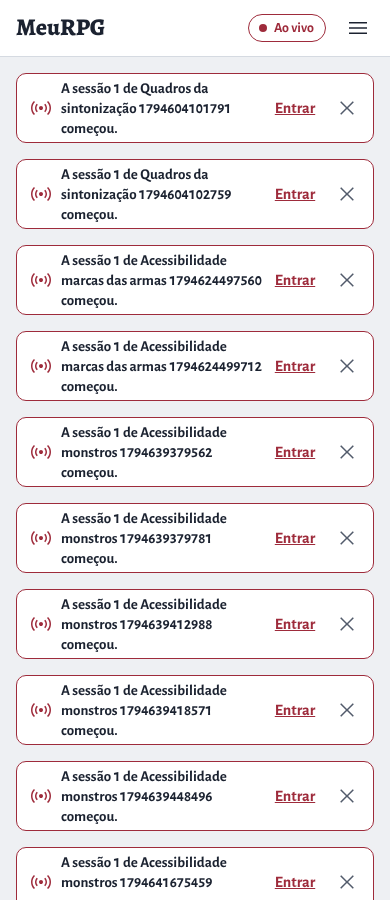 MeuRPG
Ao vivo
A sessão 1 de Quadros da
sintonização 1794604101791
começou.
Entrar
A sessão 1 de Quadros da
sintonização 1794604102759
começou.
Entrar
A sessão 1 de Acessibilidade
marcas das armas 1794624497560
começou.
Entrar
A sessão 1 de Acessibilidade
marcas das armas 1794624499712
começou.
Entrar
A sessão 1 de Acessibilidade
monstros 1794639379562
começou.
Entrar
A sessão 1 de Acessibilidade
monstros 1794639379781
começou.
Entrar
A sessão 1 de Acessibilidade
monstros 1794639412988
começou.
Entrar
A sessão 1 de Acessibilidade
monstros 1794639418571
começou.
Entrar
A sessão 1 de Acessibilidade
monstros 1794639448496
começou.
Entrar
A sessão 1 de Acessibilidade
monstros 1794641675459
Entrar